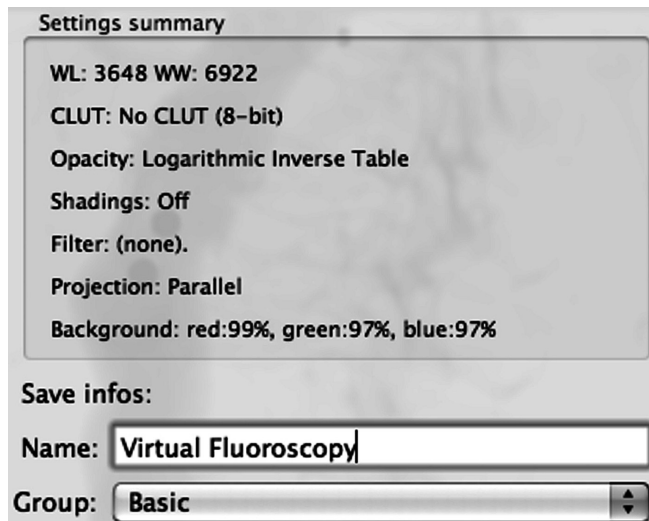 Settings summary
WL: 3648 WW: 6922
CLUT: No CLUT (8-bit)
Opacity: Logarithmic Inverse Table
Shadings: Off
Filter: (none).
Projection: Parallel
Background: red:99%, green:97%, blue:97%
Save infos:
Name: Virtual Fluoroscopy
Group: Basic